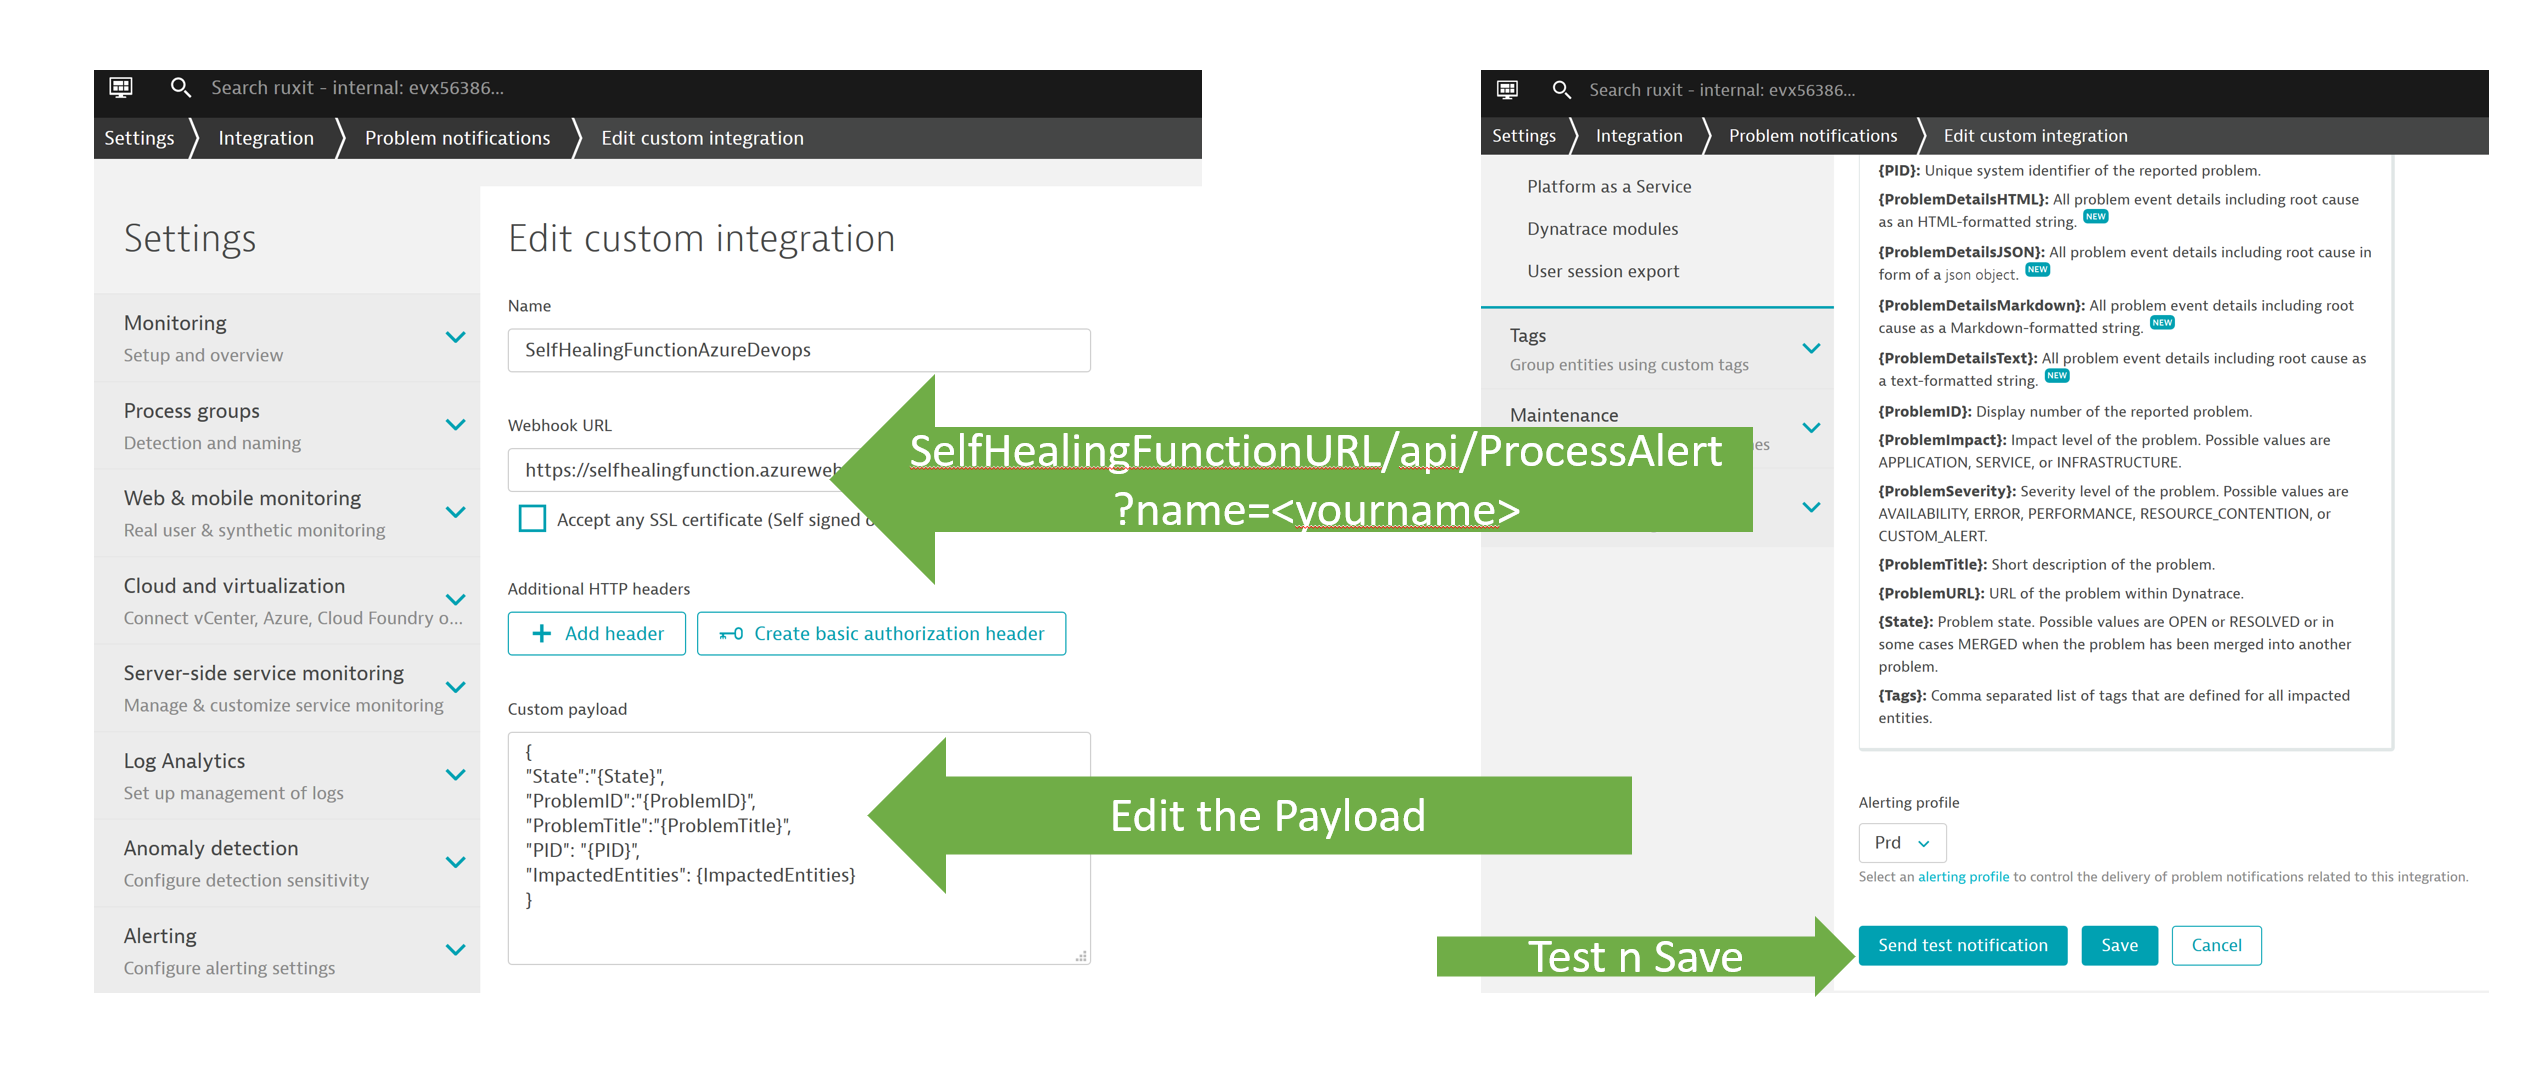 Search ruxit - internal: evx56386...
Settings
Integration
Problem notifications
Edit custom integration
Settings
Monitoring
Setup and overview
Process groups
Detection and naming
Web & mobile monitoring
Real user & synthetic monitoring
Cloud and virtualization
Connect vCenter, Azure, Cloud Foundry o...
Server-side service monitoring
Manage & customize service monitoring
Log Analytics
Set up management of logs
Anomaly detection
Configure detection sensitivity
Alerting
Configure alerting settings
Edit custom integration
Name
SelfHealingFunctionAzureDevops
Webhook URL
https://selfhealingfunction.azureweb
Accept any SSL certificate (Self signed
Additional HTTP headers
Add header
Create basic authorization header
Custom payload
{
"State":"{State}",
"ProblemID":"{ProblemID}",
"ProblemTitle":"{ProblemTitle}",
"PID": "{PID}",
"ImpactedEntities": {ImpactedEntities}
}
SelfHealingFunctionURL/api/ProcessAlert
?name=<yourname>
Edit the Payload
Test n Save
Search ruxit - internal: evx56386...
Settings
Integration
Problem notifications
Edit custom integration
Platform as a Service
Dynatrace modules
User session export
Tags
Group entities using custom tags
Maintenance
{PID}: Unique system identifier of the reported problem.
{ProblemDetailsHTML}: All problem event details including root cause
as an HTML-formatted string. NEW
{ProblemDetailsJSON}: All problem event details including root cause in
form of a json object. NEW
{ProblemDetailsMarkdown}: All problem event details including root
cause as a Markdown-formatted string. NEW
{ProblemDetailsText}: All problem event details including root cause as
a text-formatted string. NEW
{ProblemID}: Display number of the reported problem.
{ProblemImpact}: Impact level of the problem. Possible values are
APPLICATION, SERVICE, or INFRASTRUCTURE.
{ProblemSeverity}: Severity level of the problem. Possible values are
AVAILABILITY, ERROR, PERFORMANCE, RESOURCE_CONTENTION, or
CUSTOM_ALERT.
{ProblemTitle}: Short description of the problem.
{ProblemURL}: URL of the problem within Dynatrace.
{State}: Problem state. Possible values are OPEN or RESOLVED or in
some cases MERGED when the problem has been merged into another
problem.
{Tags}: Comma separated list of tags that are defined for all impacted
entities.
Alerting profile
Prd
Select an alerting profile to control the delivery of problem notifications related to this integration.
Send test notification
Save
Cancel